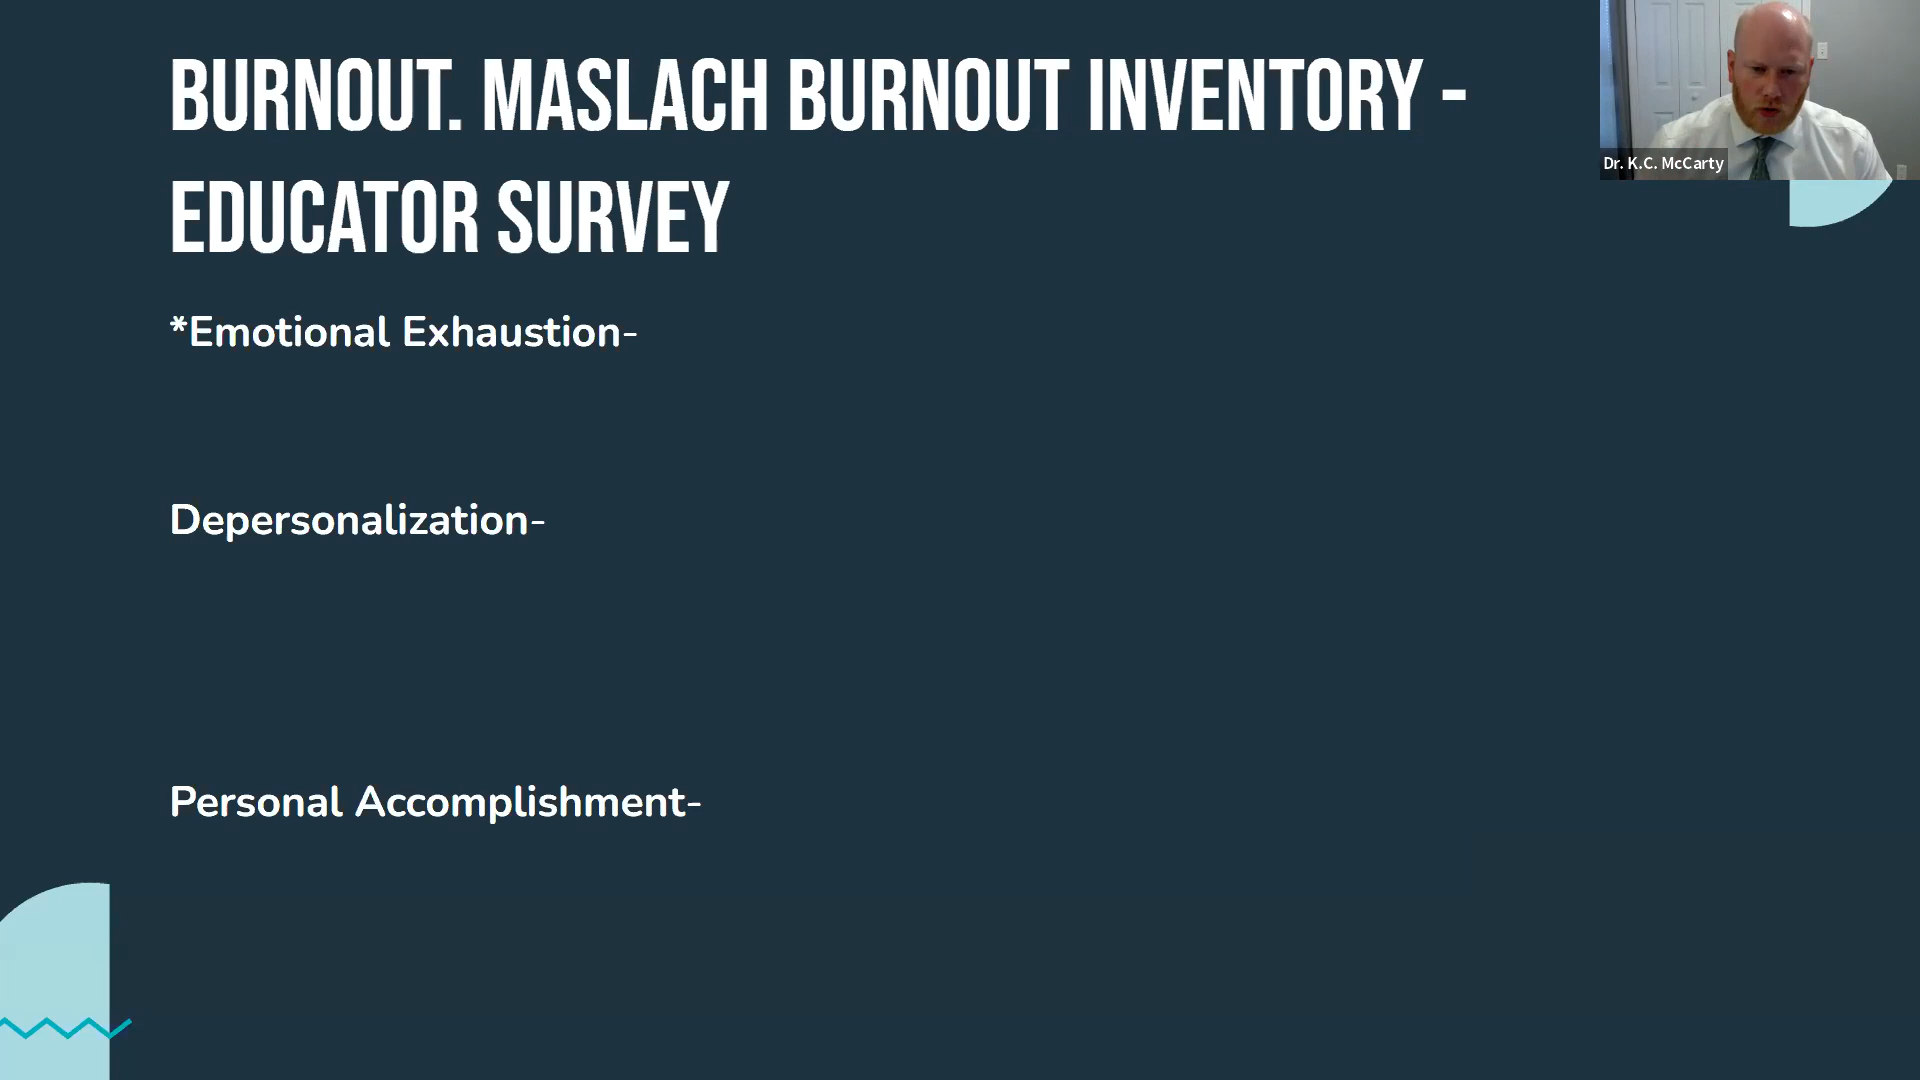 BURNOUT. MASLACH BURNOUT INVENTORY -
EDUCATOR SURVEY
Dr. K.C. McCarty
*Emotional Exhaustion-
Depersonalization-
Personal Accomplishment-